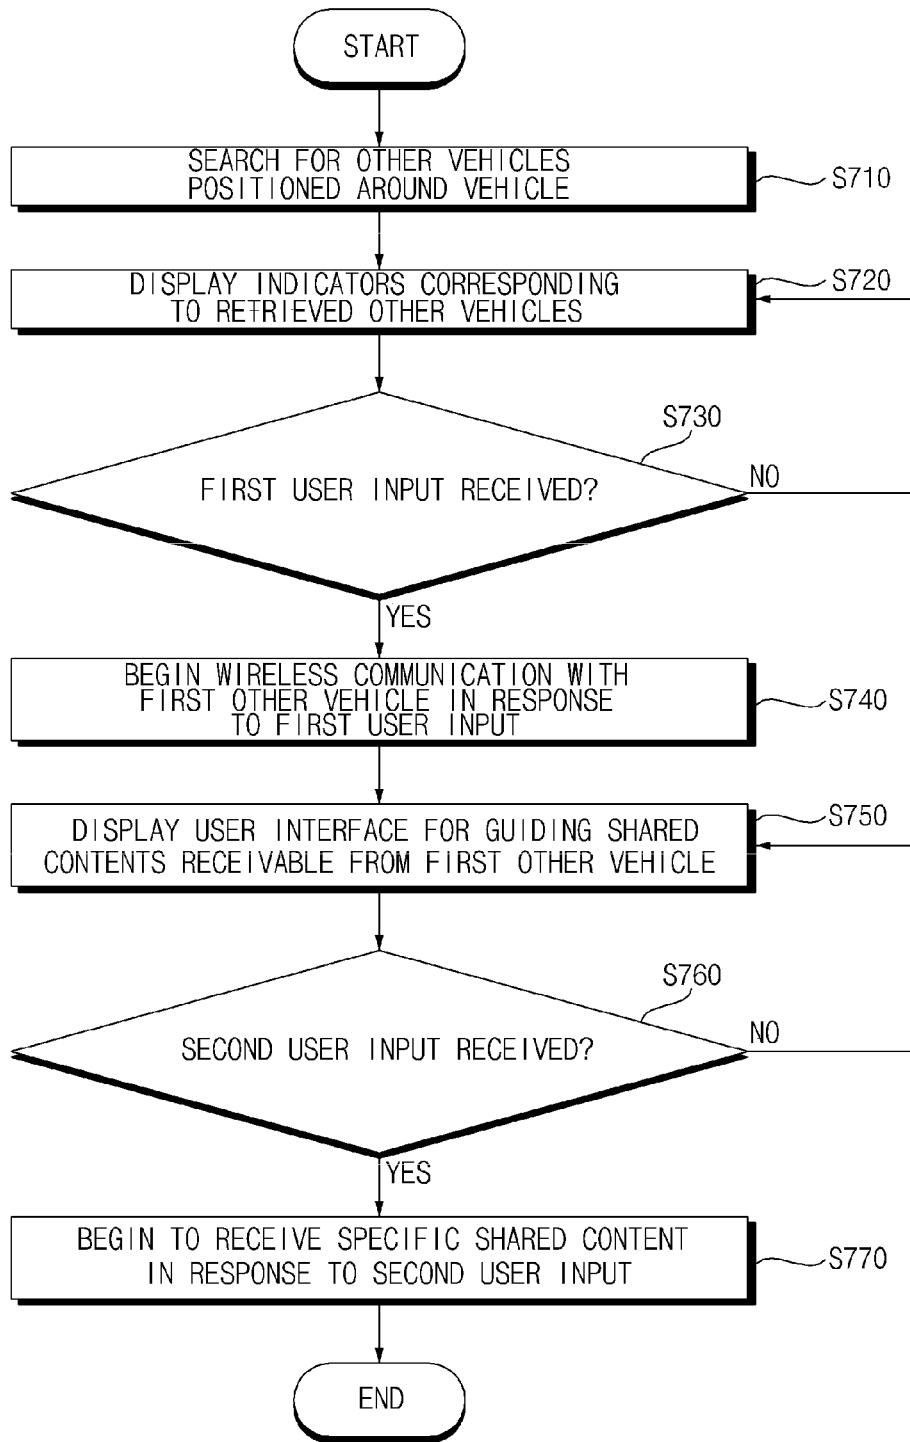 START
SEARCH FOR OTHER VEHICLES
POSITIONED AROUND VEHICLE
S710
DISPLAY INDICATORS CORRESPONDING
TO RETRIEVED OTHER VEHICLES
S720
S730
FIRST USER INPUT RECEIVED?
NO
YES
BEGIN WIRELESS COMMUNICATION WITH
FIRST OTHER VEHICLE IN RESPONSE
TO FIRST USER INPUT
S740
DISPLAY USER INTERFACE FOR GUIDING SHARED
CONTENTS RECEIVABLE FROM FIRST OTHER VEHICLE
S750
S760
SECOND USER INPUT RECEIVED?
NO
YES
BEGIN TO RECEIVE SPECIFIC SHARED CONTENT
IN RESPONSE TO SECOND USER INPUT
S770
END